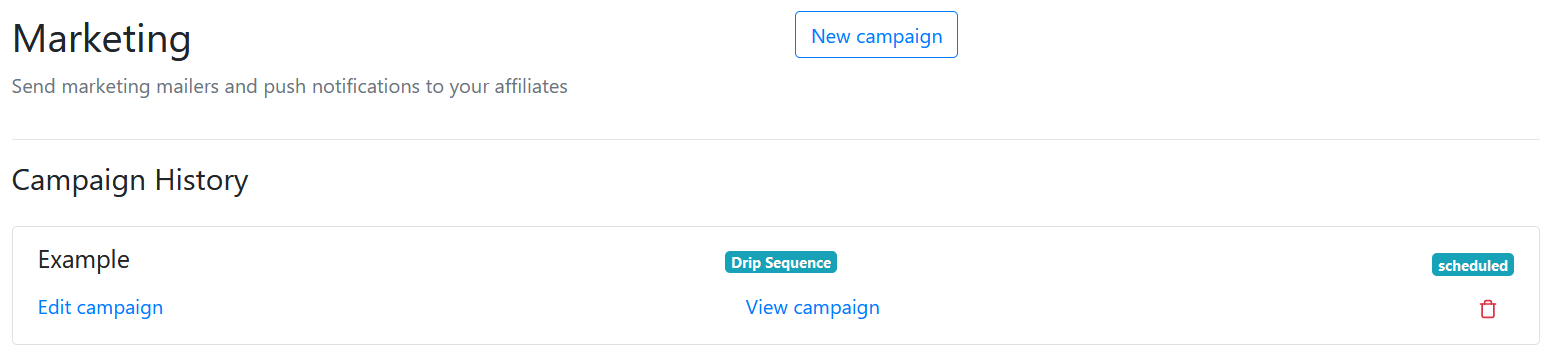 Marketing
New campaign
Send marketing mailers and push notifications to your affiliates
Campaign History
Example
Drip Sequence
scheduled
Edit campaign
View campaign